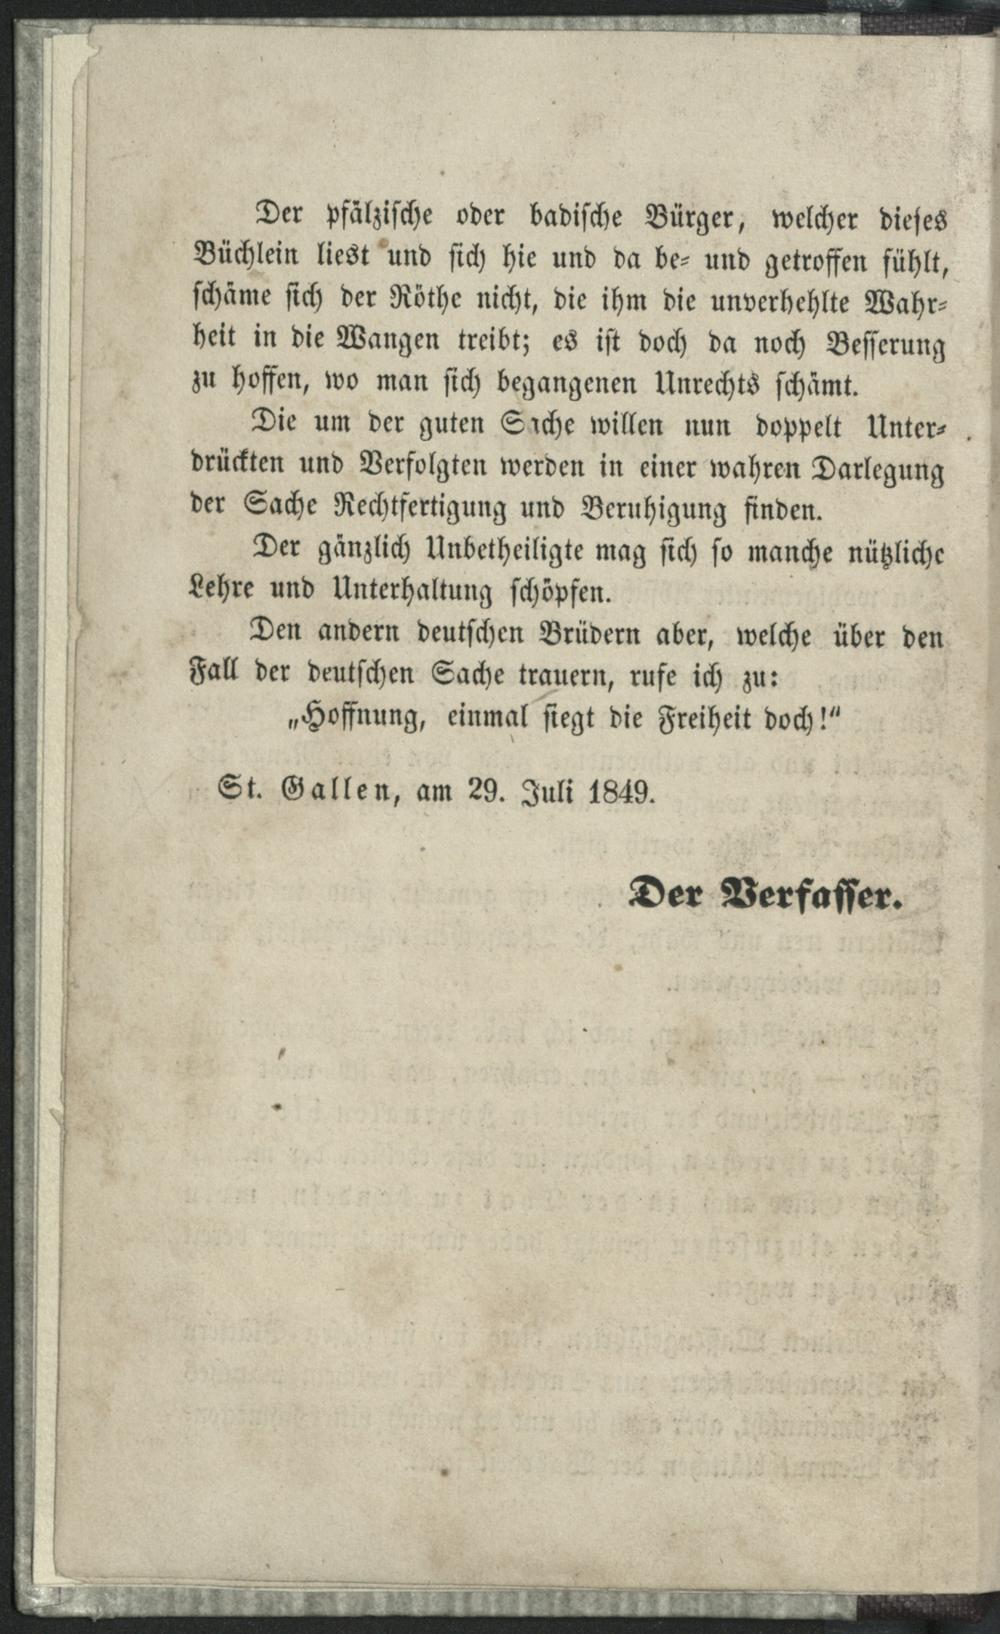 Der pfälzische oder badische Bürger, welcher dieses
Büchlein liest und sich hie und da be- und getroffen fühlt,
schäme sich der Röthe nicht, die ihm die unverhehlte Wahr-
heit in die Wangen treibt; es ist doch da noch Besserung
zu hoffen, wo man sich begangenen Unrechts schämt.
Die um der guten Sache willen nun doppelt Unter-
drückten und Verfolgten werden in einer wahren Darlegung
der Sache Rechtfertigung und Beruhigung finden.
Der gänzlich Unbetheiligte mag sich so manche nützliche
Lehre und Unterhaltung schöpfen.
Den andern deutschen Brüdern aber, welche über den
Fall der deutschen Sache trauern, rufe ich zu:
„Hoffnung, einmal siegt die Freiheit doch!“
St. Gallen, am 29. Juli 1849.
Der Verfasser.